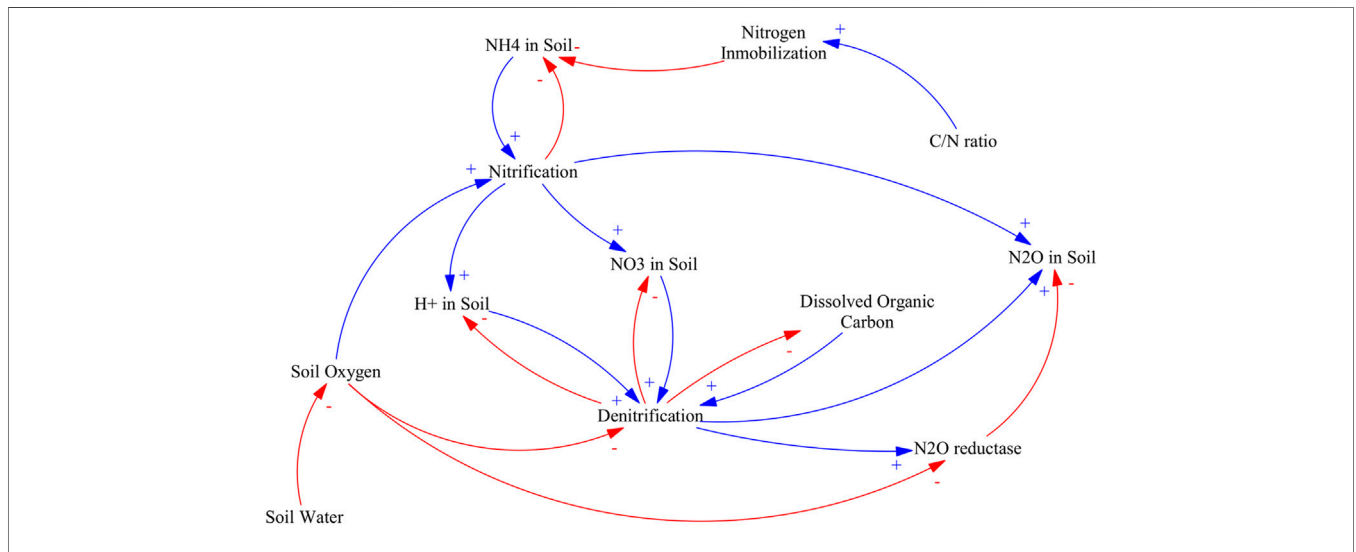 Nitrogen
Inmobilization
+
NH4 in Soil
-
-
C/N ratio
+
Nitrification
+
+
+
N2O in Soil
NO3 in Soil
+
+
-
H+ in Soil
-
-
Dissolved Organic
Carbon
-
Soil Oxygen
-
+
+
+
Denitrification
-
N2O reductase
+
-
Soil Water